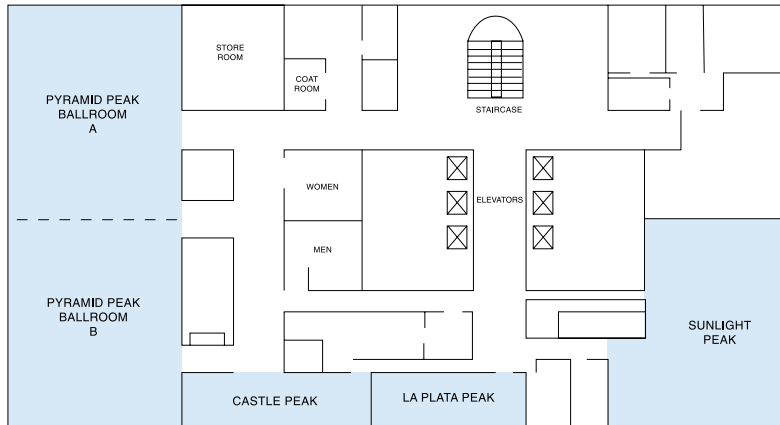 STORE
ROOM
COAT
ROOM
PYRAMID PEAK
BALLROOM
A
STAIRCASE
WOMEN
ELEVATORS
MEN
PYRAMID PEAK
BALLROOM
B
SUNLIGHT
PEAK
CASTLE PEAK
LA PLATA PEAK